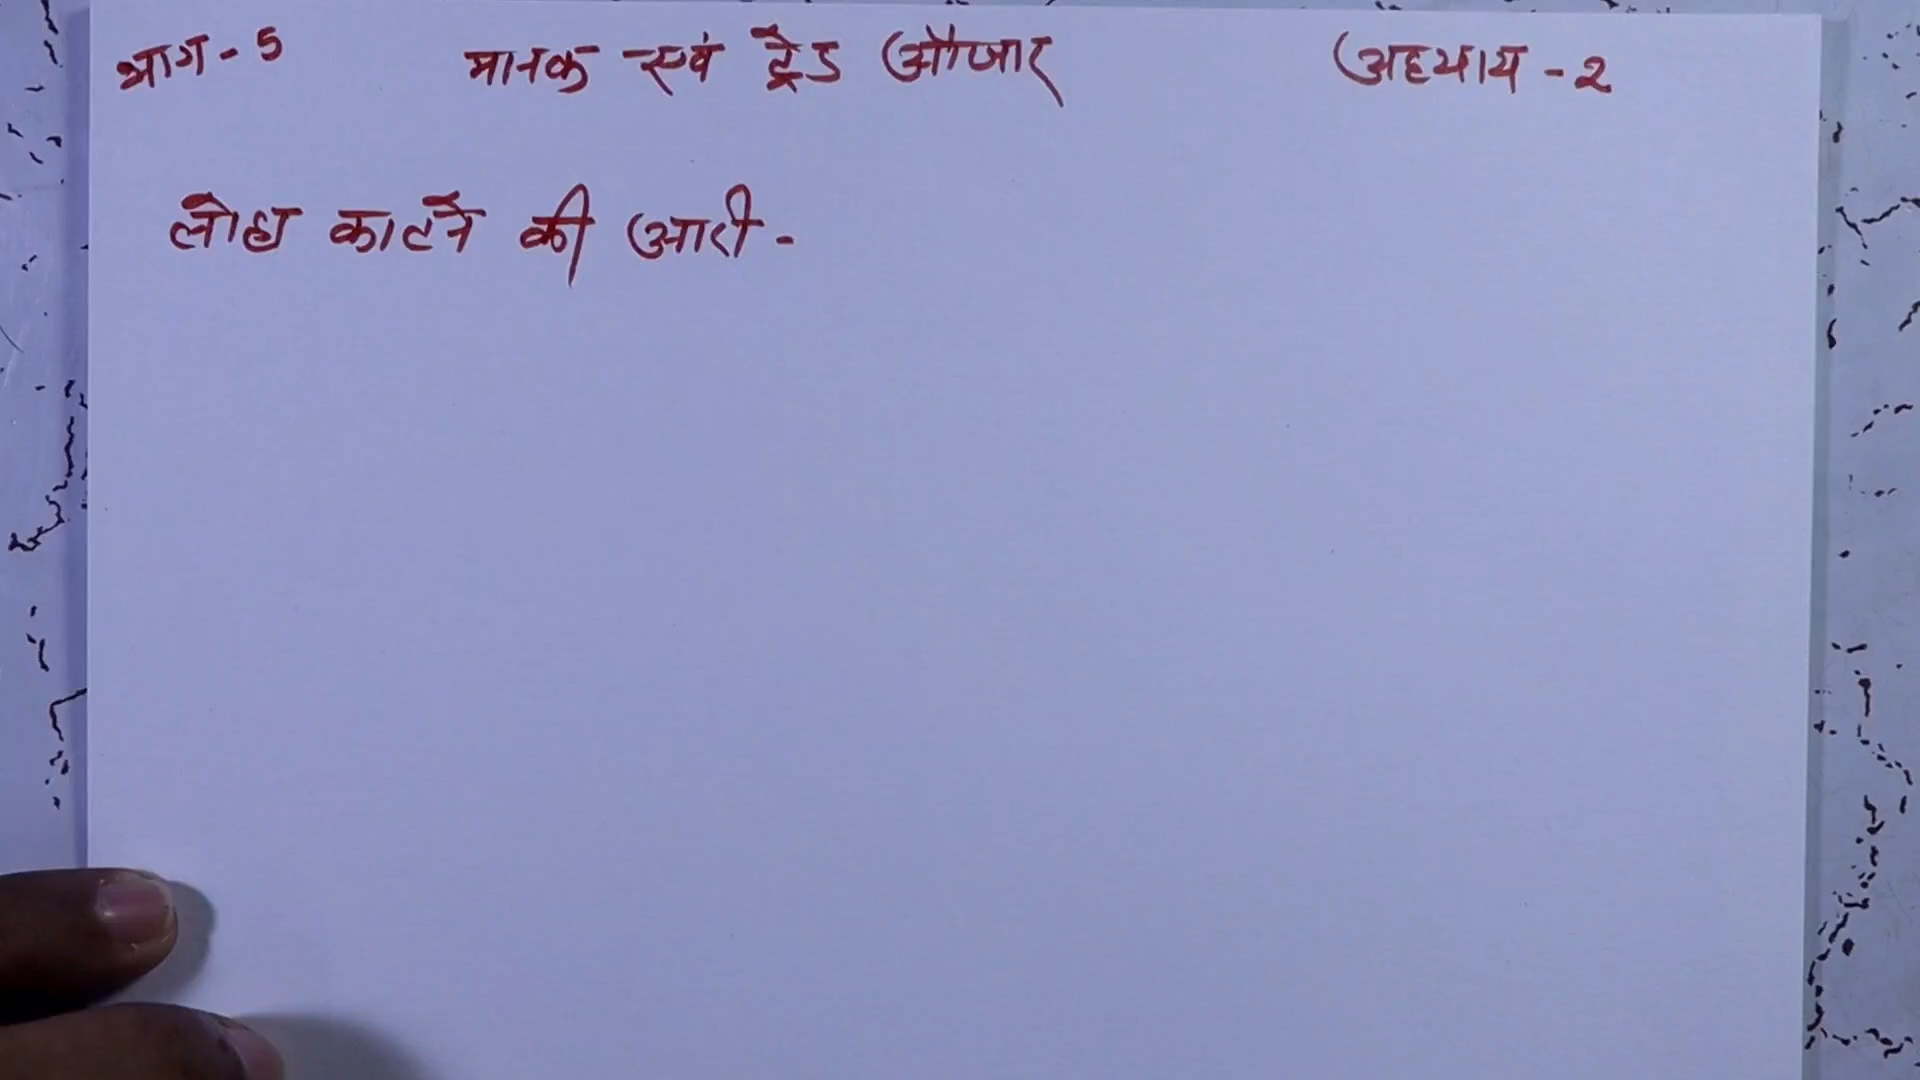 भाग - 5 मानक एवं ट्रेड औजार अध्याय - 2
लोहा काटने की आरी -